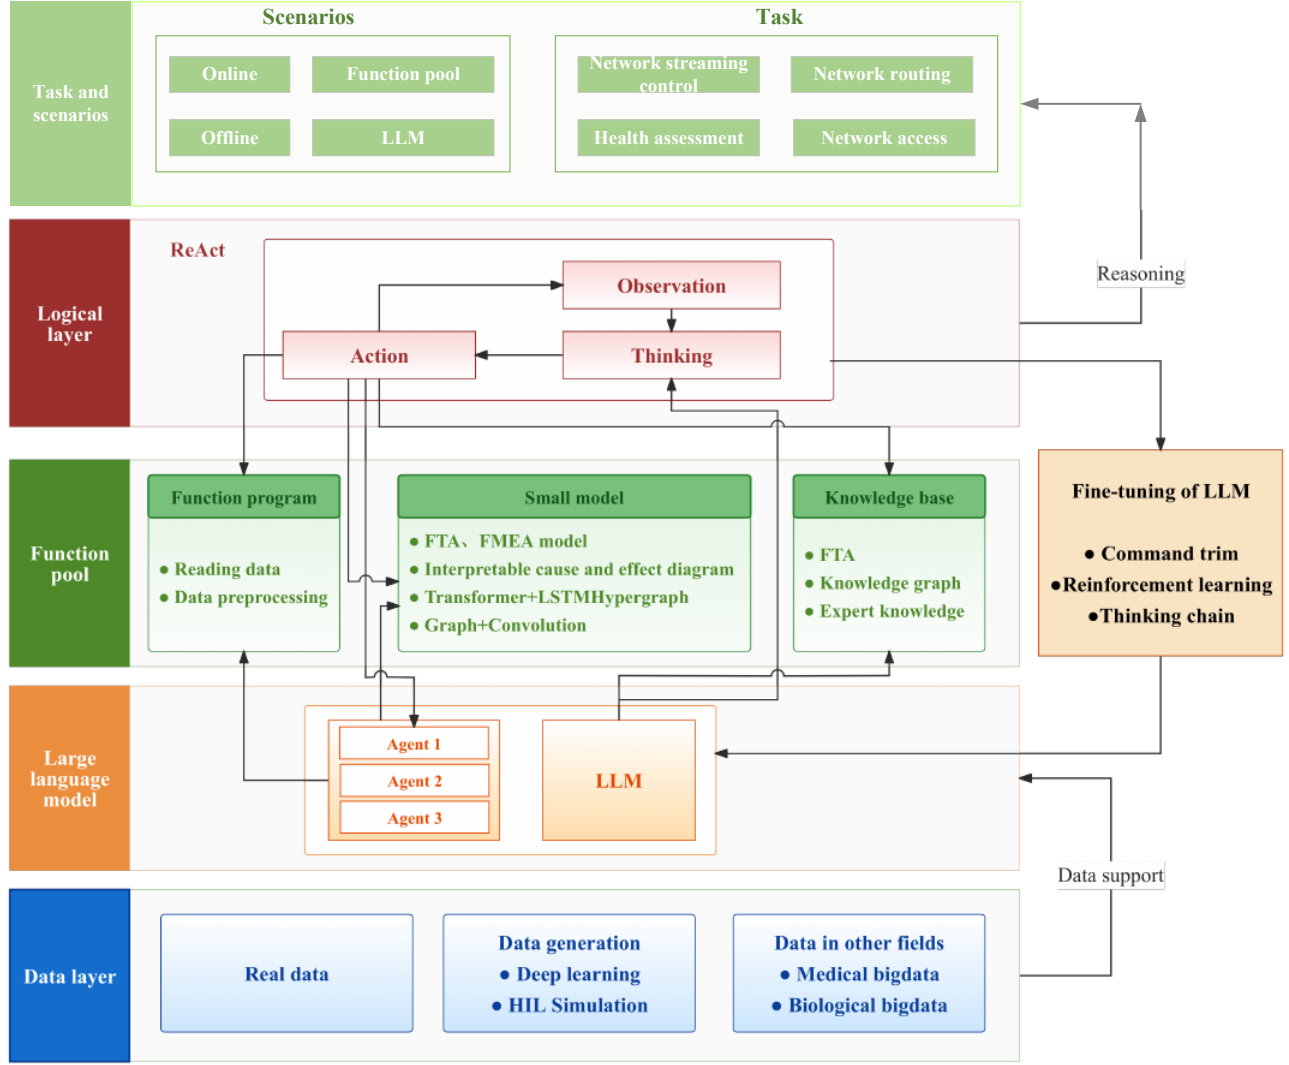 Scenarios
Task
Task and
scenarios
Online
Function pool
Offline
LLM
Network streaming
control
Network routing
Health assessment
Network access
Reasoning
Logical
layer
ReAct
Observation
Action
Thinking
Function
pool
Function program
● Reading data
● Data preprocessing
Small model
● FTA、FMEA model
● Interpretable cause and effect diagram
● Transformer+LSTMHypergraph
● Graph+Convolution
Knowledge base
● FTA
● Knowledge graph
● Expert knowledge
Fine-tuning of LLM
● Command trim
●Reinforcement learning
●Thinking chain
Large
language
model
Agent 1
Agent 2
Agent 3
LLM
Data support
Data layer
Real data
Data generation
● Deep learning
● HIL Simulation
Data in other fields
● Medical bigdata
● Biological bigdata